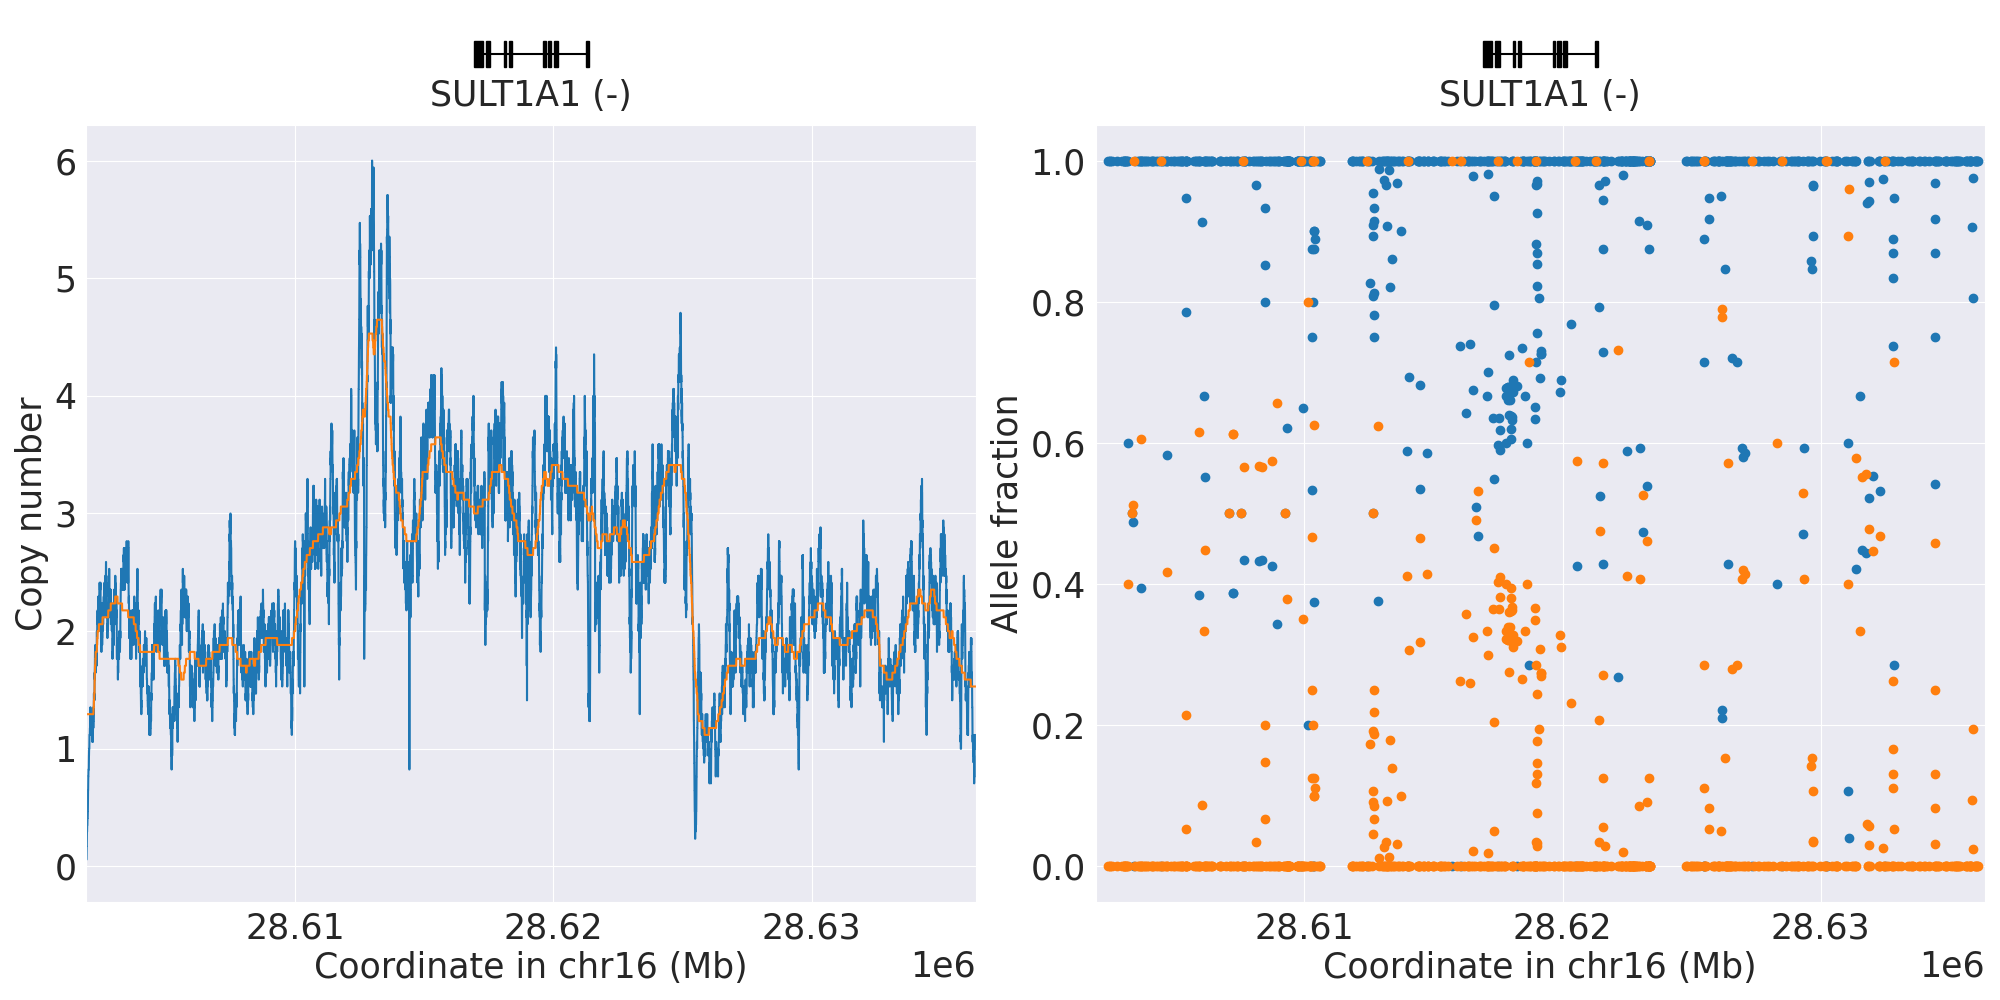 SULT1A1 (-)
Copy number
6
5
4
3
2
1
0
28.61
28.62
28.63
Coordinate in chr16 (Mb)
1e6
SULT1A1 (-)
Allele fraction
1.0
0.8
0.6
0.4
0.2
0.0
28.61
28.62
28.63
Coordinate in chr16 (Mb)
1e6